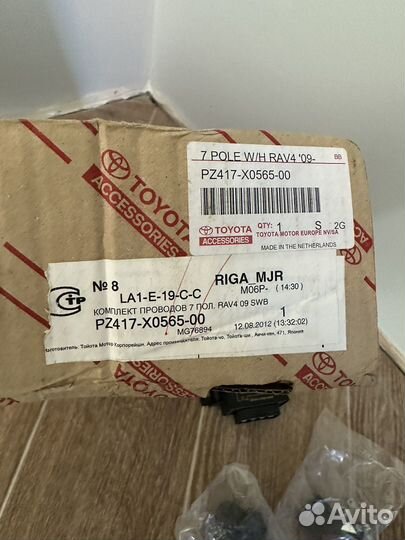 7 POLE W/H RAV4 '09-
BB
PZ417-X0565-00
TOYOTA
ACCESSORIES
QTY: 1 S 2G
TOYOTA MOTOR EUROPE NV/SA
MADE IN THE NETHERLANDS
TOYOTA
ACCESSORIES
№ 8
RIGA_MJR
LA1-E-19-C-C
M06P- (14:30)
КОМПЛЕКТ ПРОВОДОВ 7 ПОЛ. RAV4 09 SWB
PZ417-X0565-00
1
MG76894
12.08.2012 (13:32:02)
TOYOTA
ACCESSORIES
Avito